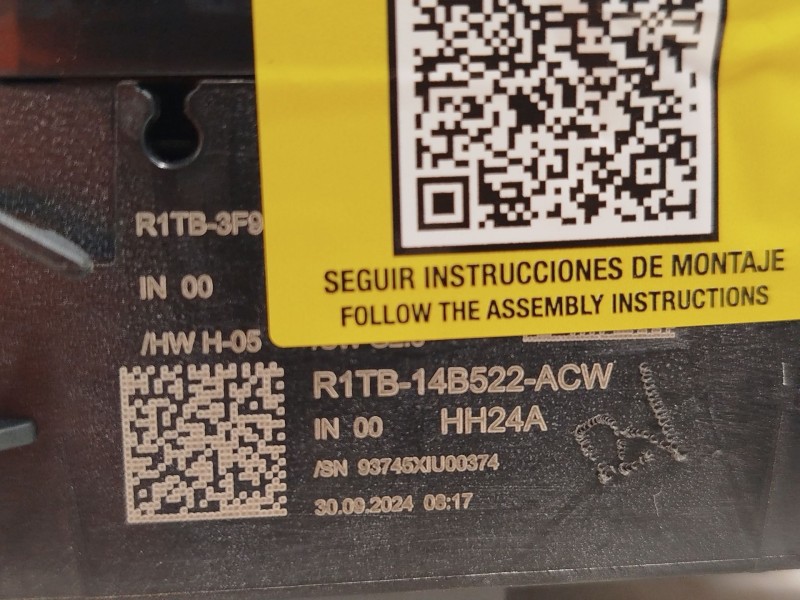 SEGUIR INSTRUCCIONES DE MONTAJE
FOLLOW THE ASSEMBLY INSTRUCTIONS
R1TB-3F9
IN 00
/HW H-05
R1TB-14B522-ACW
IN 00 HH24A
/SN 93745XIU00374
30.09.2024 08:17